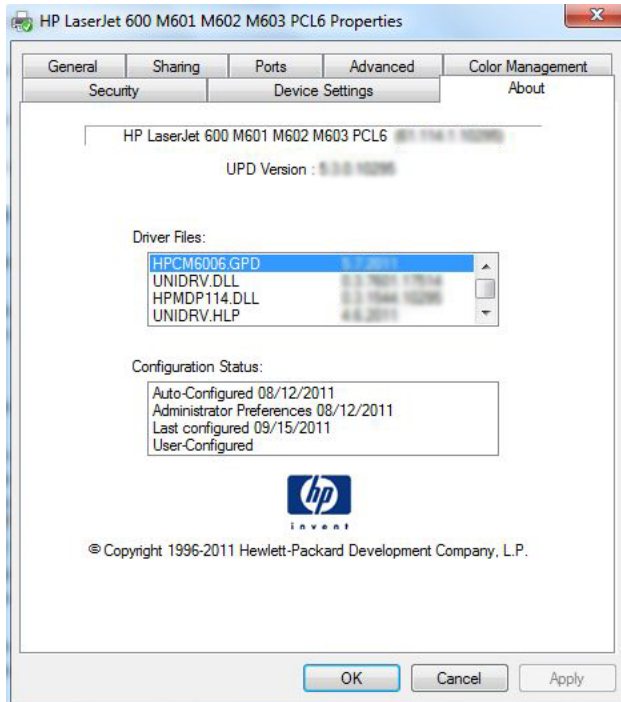 HP LaserJet 600 M601 M602 M603 PCL6 Properties
General Sharing Ports Advanced Color Management
Security Device Settings About
HP LaserJet 600 M601 M602 M603 PCL6
UPD Version :
Driver Files:
HPCM6006.GPD
UNIDRV.DLL
HPMDP114.DLL
UNIDRV.HLP
Configuration Status:
Auto-Configured 08/12/2011
Administrator Preferences 08/12/2011
Last configured 09/15/2011
User-Configured
hp
invent
© Copyright 1996-2011 Hewlett-Packard Development Company, L.P.
OK Cancel Apply